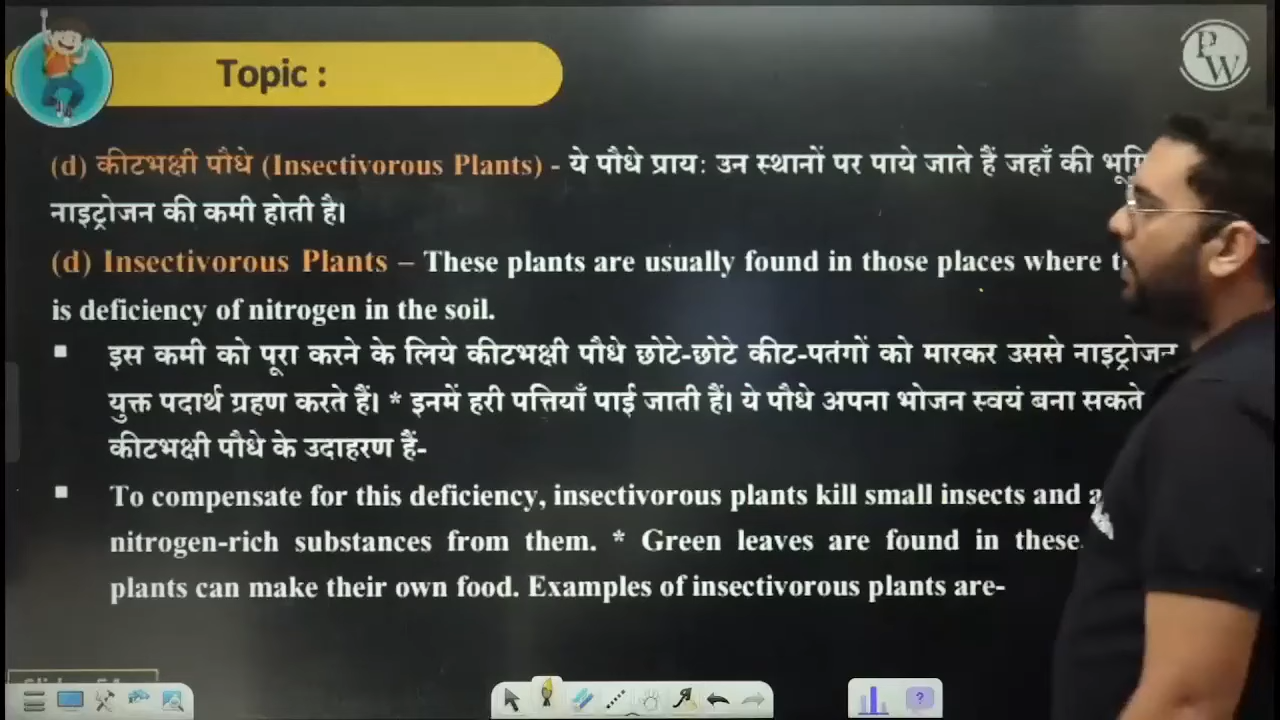 Topic :
PW
(d) कीटभक्षी पौधे (Insectivorous Plants) - ये पौधे प्रायः उन स्थानों पर पाये जाते हैं जहाँ की
नाइट्रोजन की कमी होती है।
(d) Insectivorous Plants – These plants are usually found in those places where
is deficiency of nitrogen in the soil.
▪ इस कमी को पूरा करने के लिये कीटभक्षी पौधे छोटे-छोटे कीट-पतंगों को मारकर उससे नाइट्रोजन
युक्त पदार्थ ग्रहण करते हैं। * इनमें हरी पत्तियाँ पाई जाती हैं। ये पौधे अपना भोजन स्वयं बना सकते
कीटभक्षी पौधे के उदाहरण हैं-
▪ To compensate for this deficiency, insectivorous plants kill small insects and
nitrogen-rich substances from them. * Green leaves are found in these
plants can make their own food. Examples of insectivorous plants are-